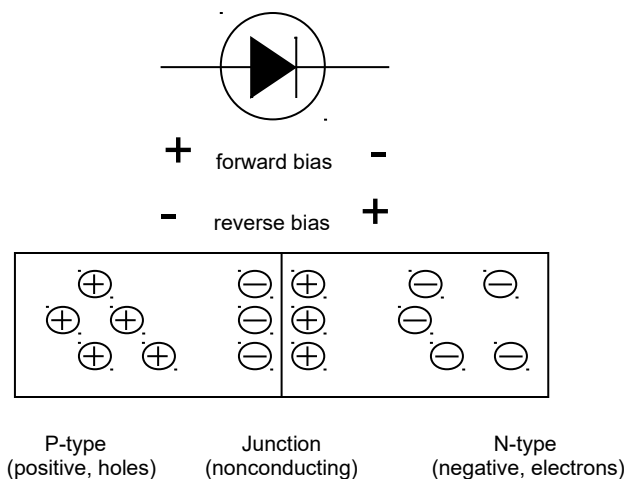 + forward bias -
- reverse bias +
P-type Junction N-type
(positive, holes) (nonconducting) (negative, electrons)